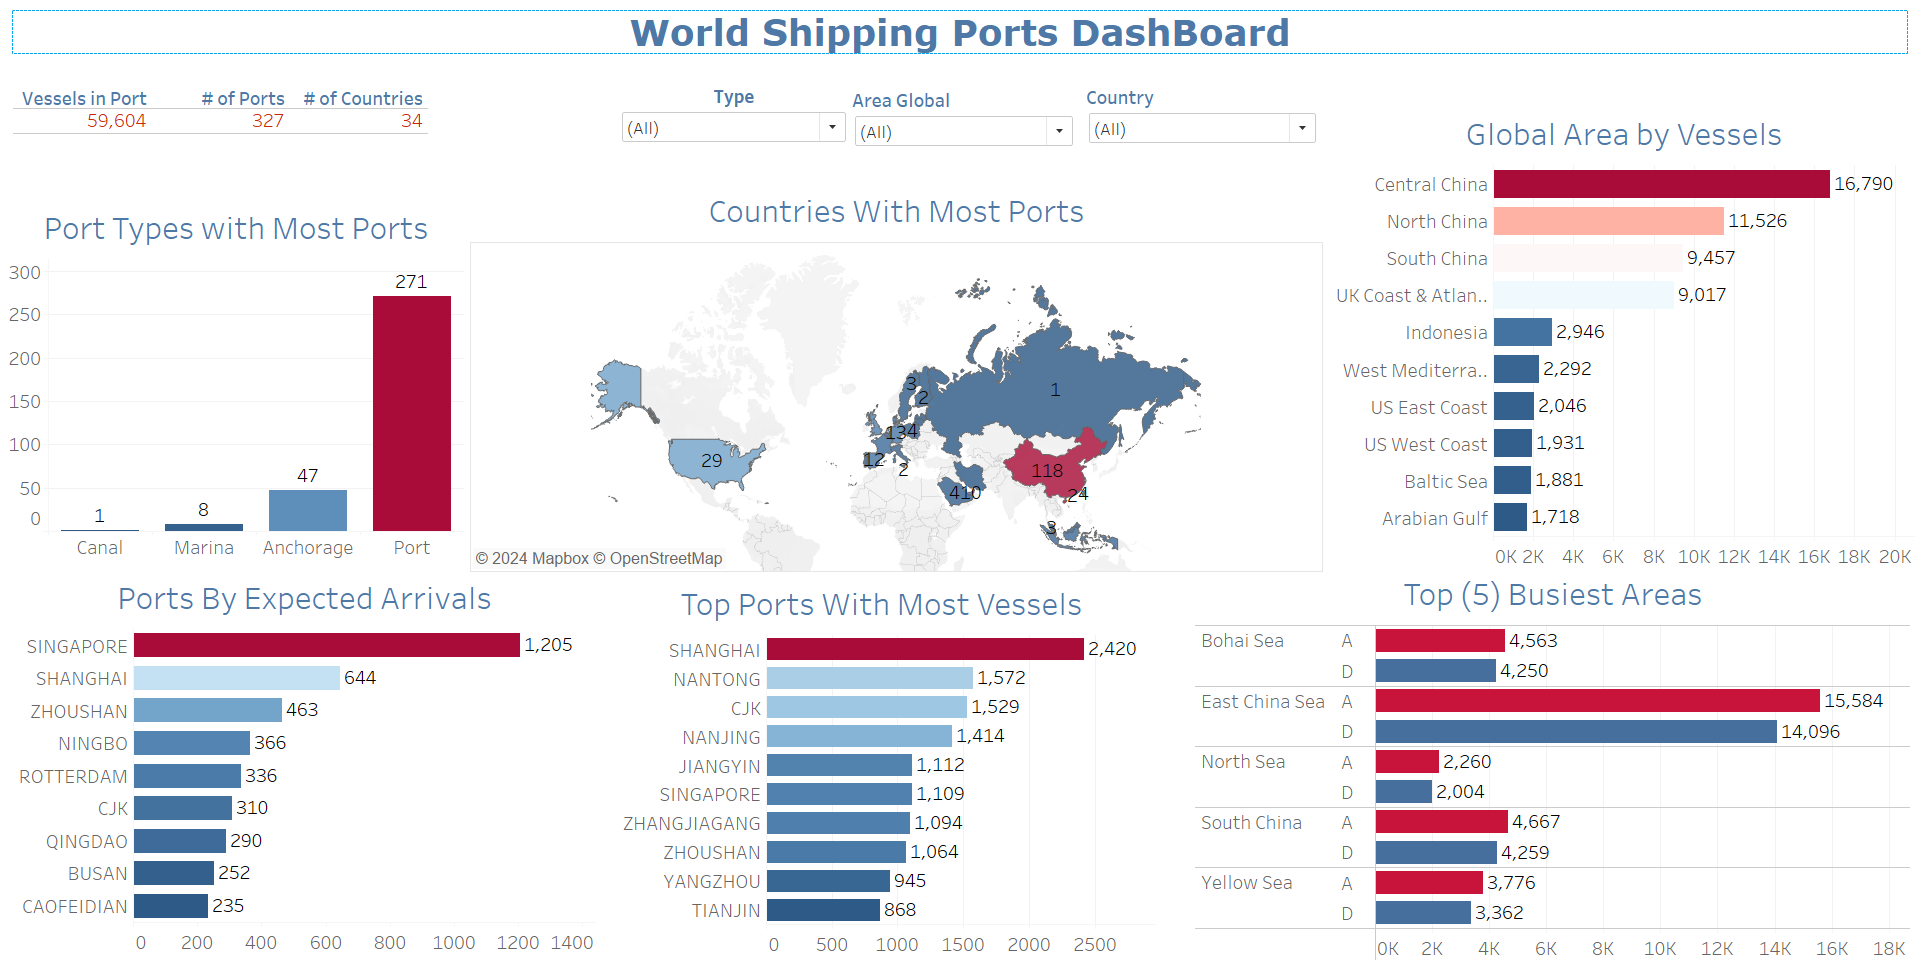 World Shipping Ports DashBoard
Vessels in Port # of Ports # of Countries
59,604 327 34
Type Area Global Country
(All) (All) (All)
Port Types with Most Ports
300
250
200
150
100
50
0
1 8 47 271
Canal Marina Anchorage Port
Countries With Most Ports
3
2
1
134
29
12
2
118
410
24
3
© 2024 Mapbox © OpenStreetMap
Global Area by Vessels
Central China 16,790
North China 11,526
South China 9,457
UK Coast & Atlan.. 9,017
Indonesia 2,946
West Mediterra.. 2,292
US East Coast 2,046
US West Coast 1,931
Baltic Sea 1,881
Arabian Gulf 1,718
0K 2K 4K 6K 8K 10K 12K 14K 16K 18K 20K
Ports By Expected Arrivals
SINGAPORE 1,205
SHANGHAI 644
ZHOUSHAN 463
NINGBO 366
ROTTERDAM 336
CJK 310
QINGDAO 290
BUSAN 252
CAOFEIDIAN 235
0 200 400 600 800 1000 1200 1400
Top Ports With Most Vessels
SHANGHAI 2,420
NANTONG 1,572
CJK 1,529
NANJING 1,414
JIANGYIN 1,112
SINGAPORE 1,109
ZHANGJIAGANG 1,094
ZHOUSHAN 1,064
YANGZHOU 945
TIANJIN 868
0 500 1000 1500 2000 2500
Top (5) Busiest Areas
Bohai Sea A 4,563
D 4,250
East China Sea A 15,584
D 14,096
North Sea A 2,260
D 2,004
South China A 4,667
D 4,259
Yellow Sea A 3,776
D 3,362
0K 2K 4K 6K 8K 10K 12K 14K 16K 18K